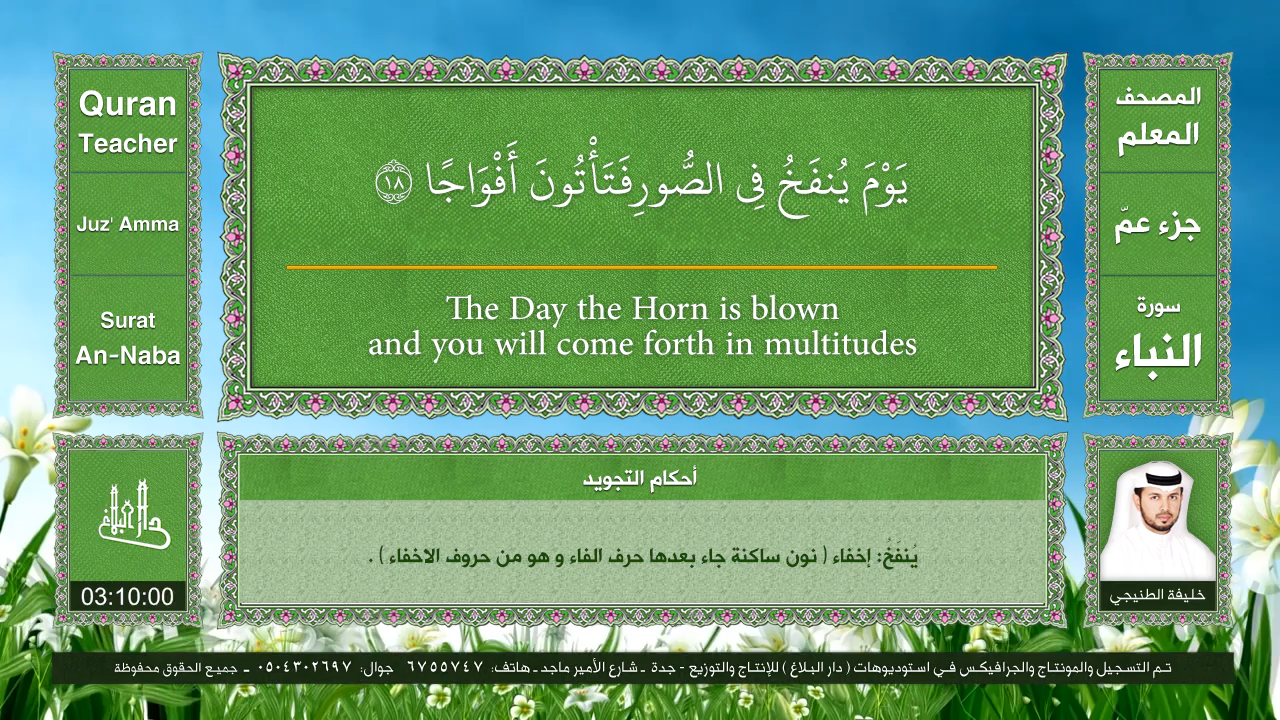 Quran
Teacher
Juz' Amma
Surat
An-Naba
يَوْمَ يُنفَخُ فِى الصُّورِفَتَأْتُونَ أَفْوَاجًا ١٨
The Day the Horn is blown
and you will come forth in multitudes
المصحف
المعلم
جزء عمّ
سورة
النباء
دار البلاغ
03:10:00
أحكام التجويد
يُنفَخُ: إخفاء ( نون ساكنة جاء بعدها حرف الفاء و هو من حروف الاخفاء ) .
خليفة الطنيجي
تـم التسجيل والمونتاج والجرافيكس في استوديوهات ( دار البلاغ ) للإنتاج والتوزيع - جدة ـ شارع الأمير ماجد ـ هاتف: ٦٧٥٥٧٤٧ جوال: ٠٥٠٤٣٠٢٦٩٧ ـ جميع الحقوق محفوظة